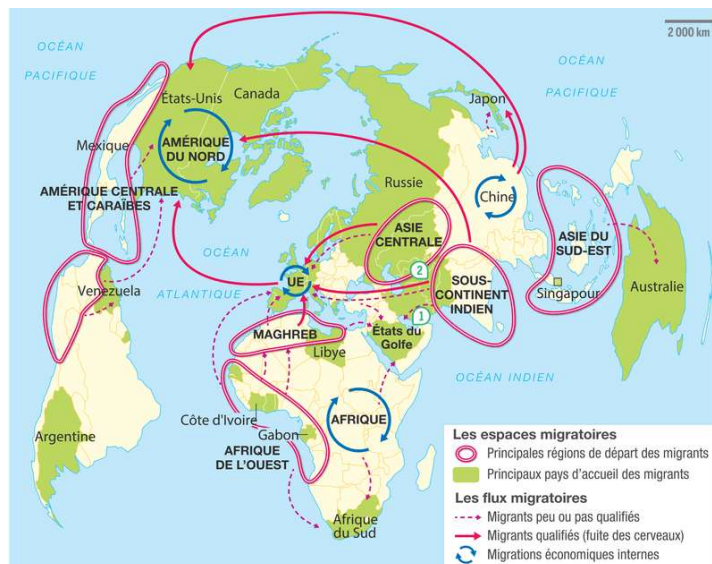 2 000 km
OCÉAN
PACIFIQUE
OCÉAN
PACIFIQUE
Canada
États-Unis
Japon
Mexique
AMÉRIQUE
DU NORD
Russie
Chine
AMÉRIQUE CENTRALE
ET CARAÏBES
ASIE
CENTRALE
ASIE DU
SUD-EST
OCÉAN
ATLANTIQUE
UE
2
SOUS-
CONTINENT
INDIEN
Venezuela
Singapour
Australie
1
MAGHREB
États du
Golfe
Libye
OCÉAN INDIEN
Côte d'Ivoire
AFRIQUE
Gabon
Argentine
AFRIQUE
DE L'OUEST
Afrique
du Sud
Les espaces migratoires
Principales régions de départ des migrants
Principaux pays d'accueil des migrants
Les flux migratoires
Migrants peu ou pas qualifiés
Migrants qualifiés (fuite des cerveaux)
Migrations économiques internes